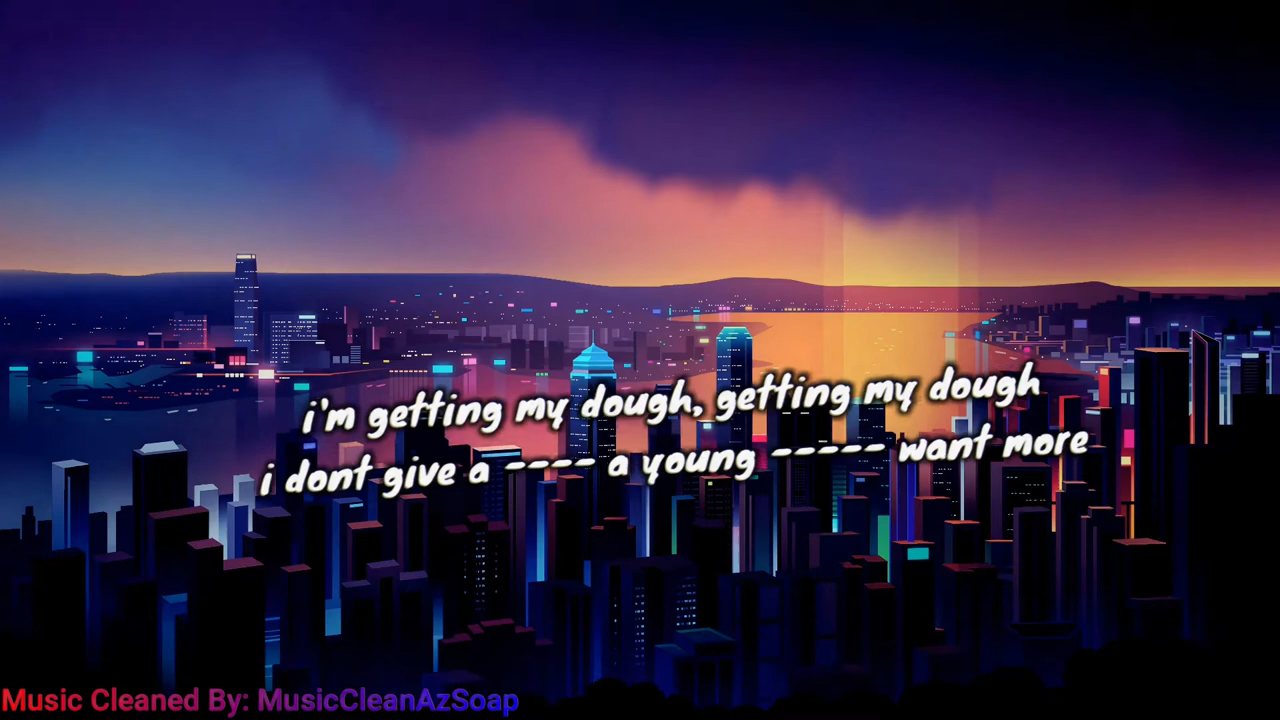 i'm getting my dough, getting my dough
i dont give a ---- a young ----- want more
Music Cleaned By: MusicCleanAzSoap